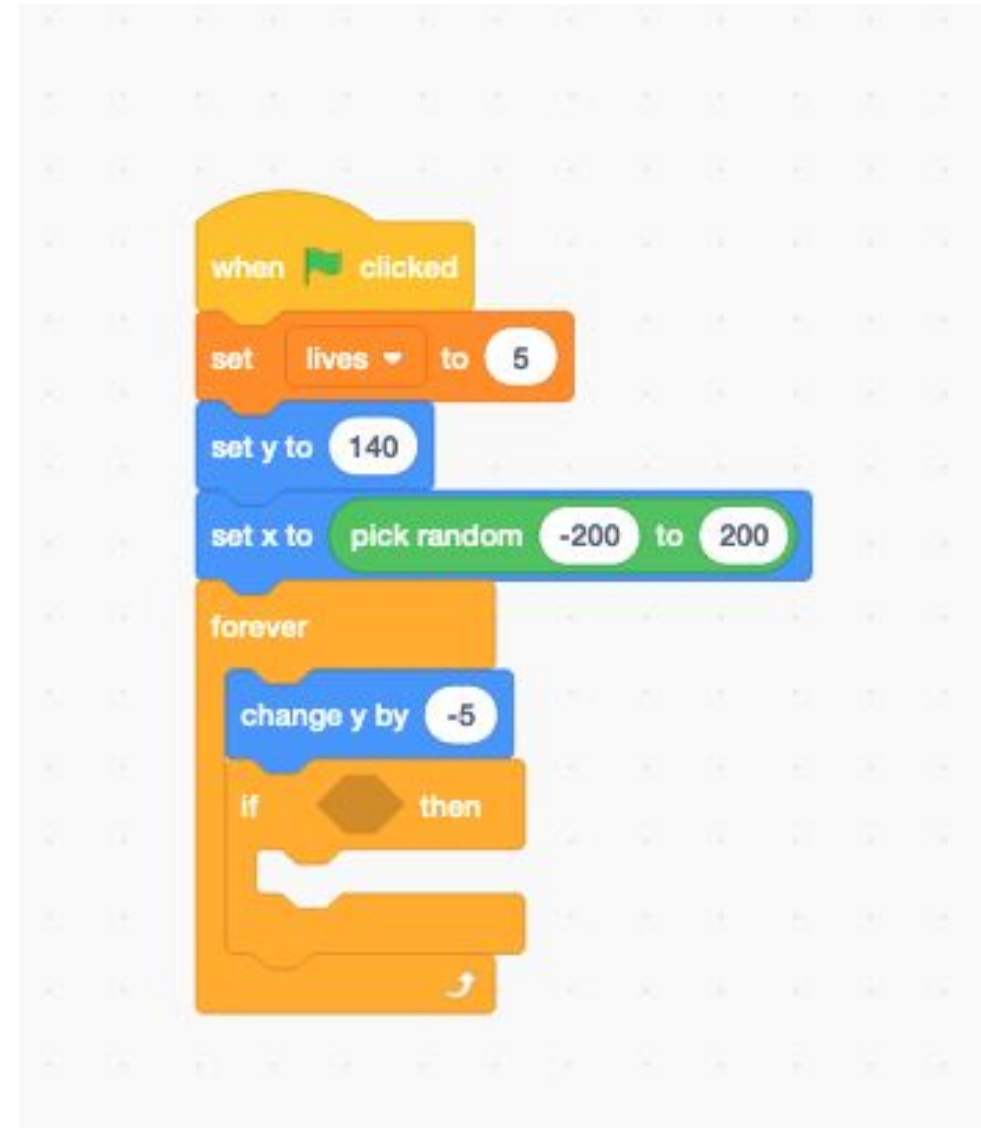 when clicked
set lives to 5
set y to 140
set x to pick random -200 to 200
forever
change y by -5
if then